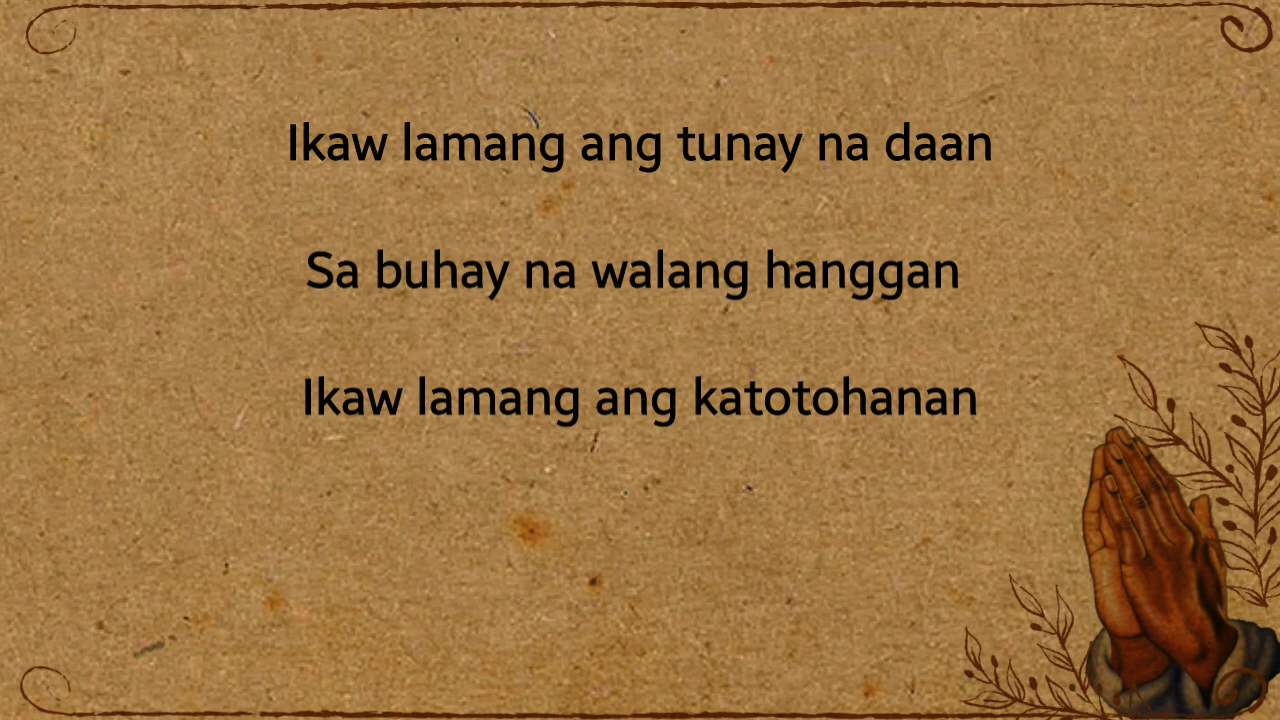 Ikaw lamang ang tunay na daan
Sa buhay na walang hanggan
Ikaw lamang ang katotohanan